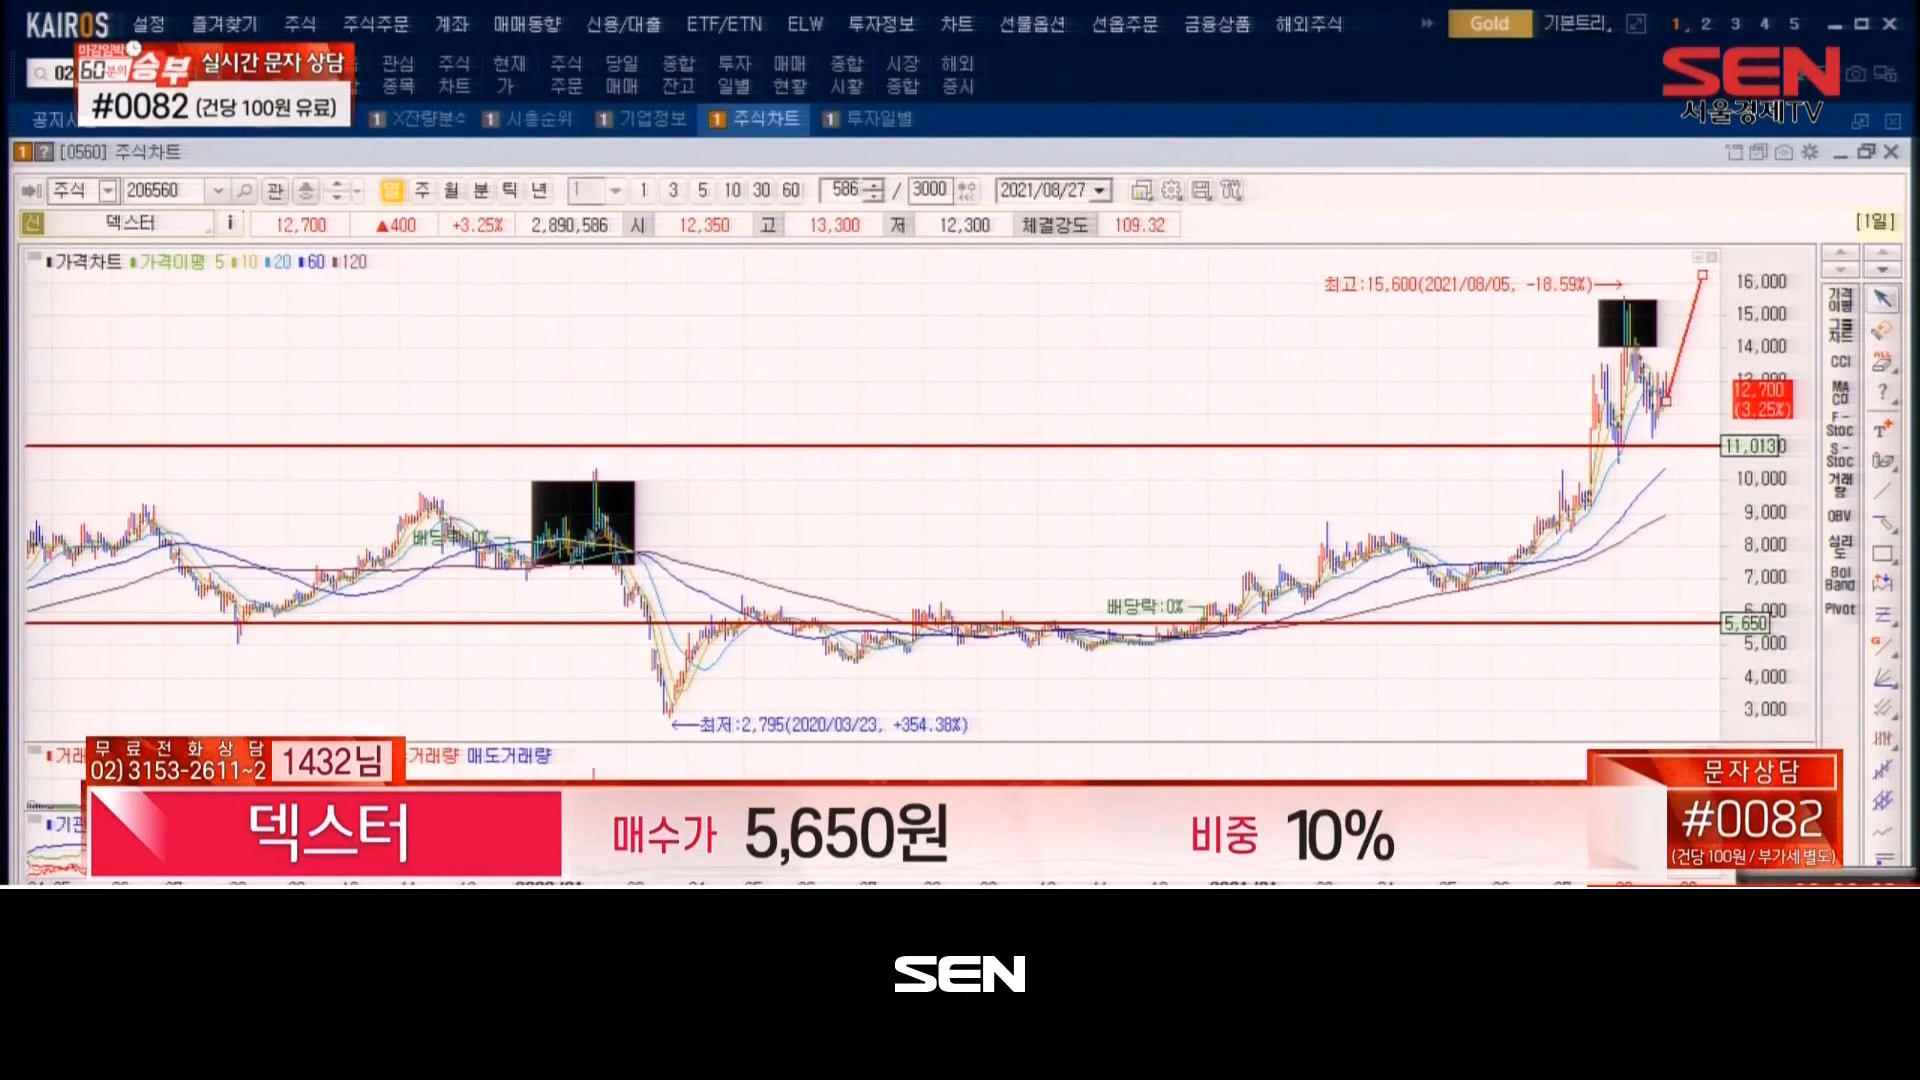 KAIROS 설정 즐겨찾기 주식 주식주문 계좌 매매동향 신용/대출 ETF/ETN ELW 투자정보 차트 선물옵션 선옵주문 금융상품 해외주식 Gold 기본트리 1 2 3 4 5
마감임박 60분의 승부 실시간 문자 상담
#0082 (건당 100원 유료)
02
관심 주식 현재 주식 당일 종합 투자 매매 종합 시장 해외
종목 차트 가 주문 매매 잔고 일별 현황 시황 종합 증시
SEN
서울경제TV
공지사 1 X잔량분석 1 시총순위 1 기업정보 1 주식차트 1 투자일별
1 ? [0560] 주식차트
주식 206560 관 일 주 월 분 틱 년 1 1 3 5 10 30 60 586 / 3000 2021/08/27
신 덱스터 i 12,700 ▲400 +3.25% 2,890,586 시 12,350 고 13,300 저 12,300 체결강도 109.32 [1일]
가격차트 가격이평 5 10 20 60 120
최고:15,600(2021/08/05, -18.59%)
16,000
15,000
14,000
12,700
(3.25%)
11,013
10,000
9,000
8,000
7,000
6,000
5,650
5,000
4,000
3,000
배당락:0%
배당락:0%
최저:2,795(2020/03/23, +354.38%)
가격이평
CCI
MACD
F-Stoc
S-Stoc
거래량
OBV
심리도
Bol Band
Pivot
거래량 매도거래량
무료전화상담
02)3153-2611~2 1432님
덱스터 매수가 5,650원 비중 10%
문자상담
#0082
(건당 100원 / 부가세 별도)
SEN